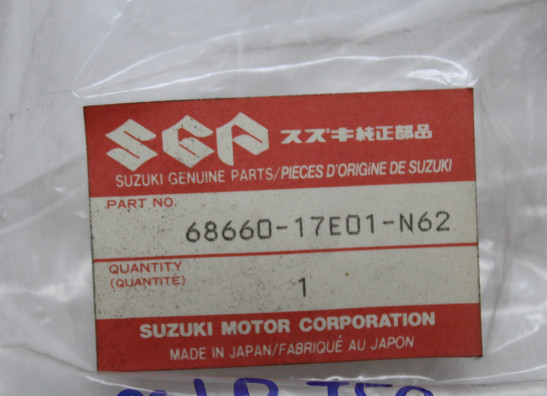 SGP スズキ純正部品
SUZUKI GENUINE PARTS/PIÈCES D'ORIGINE DE SUZUKI
PART NO.
68660-17E01-N62
QUANTITY
(QUANTITÉ)
1
SUZUKI MOTOR CORPORATION
MADE IN JAPAN/FABRIQUÉ AU JAPON